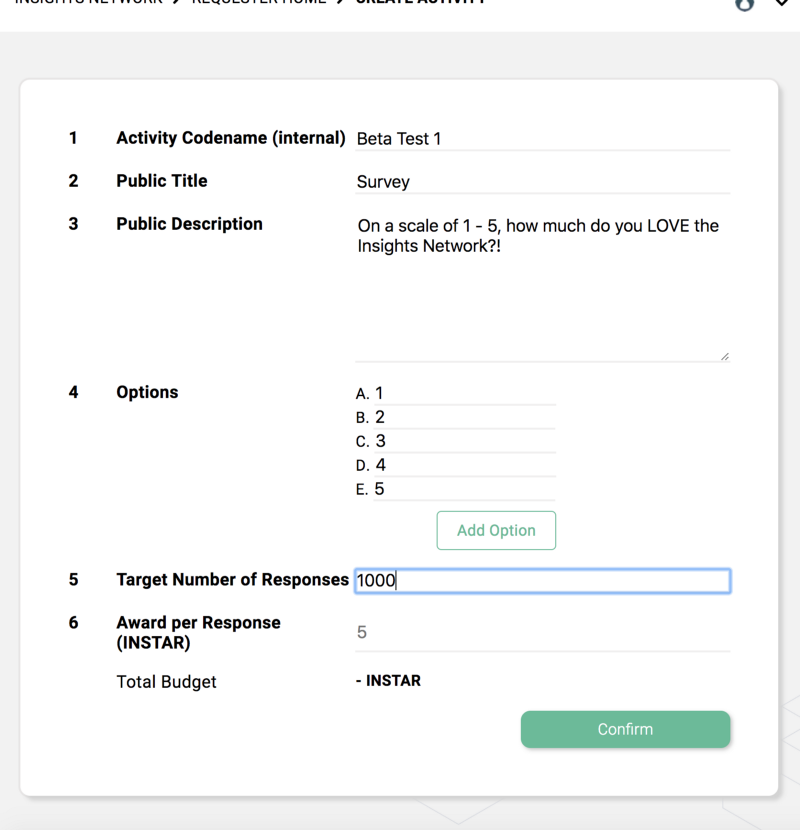 INSIGHTS NETWORK > REQUESTER HOME > CREATE ACTIVITY
1 Activity Codename (internal) Beta Test 1
2 Public Title Survey
3 Public Description On a scale of 1 - 5, how much do you LOVE the
Insights Network?!
4 Options A. 1
B. 2
C. 3
D. 4
E. 5
Add Option
5 Target Number of Responses 1000
6 Award per Response
(INSTAR) 5
Total Budget - INSTAR
Confirm